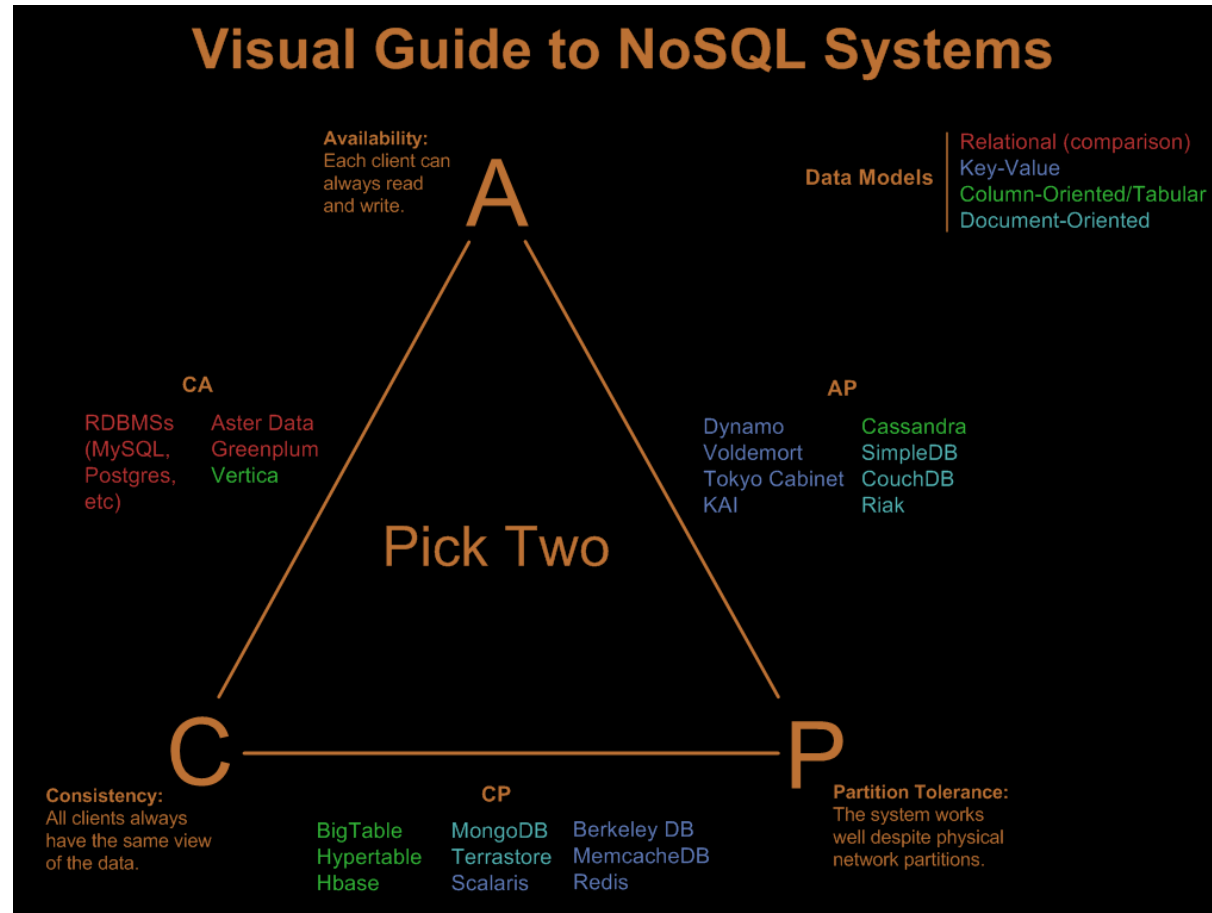 Visual Guide to NoSQL Systems
Availability:
Each client can
always read
and write.
A
Data Models
Relational (comparison)
Key-Value
Column-Oriented/Tabular
Document-Oriented
CA
RDBMSs
(MySQL,
Postgres,
etc)
Aster Data
Greenplum
Vertica
AP
Dynamo
Voldemort
Tokyo Cabinet
KAI
Cassandra
SimpleDB
CouchDB
Riak
Pick Two
C
P
Consistency:
All clients always
have the same view
of the data.
CP
BigTable
Hypertable
Hbase
MongoDB
Terrastore
Scalaris
Berkeley DB
MemcacheDB
Redis
Partition Tolerance:
The system works
well despite physical
network partitions.